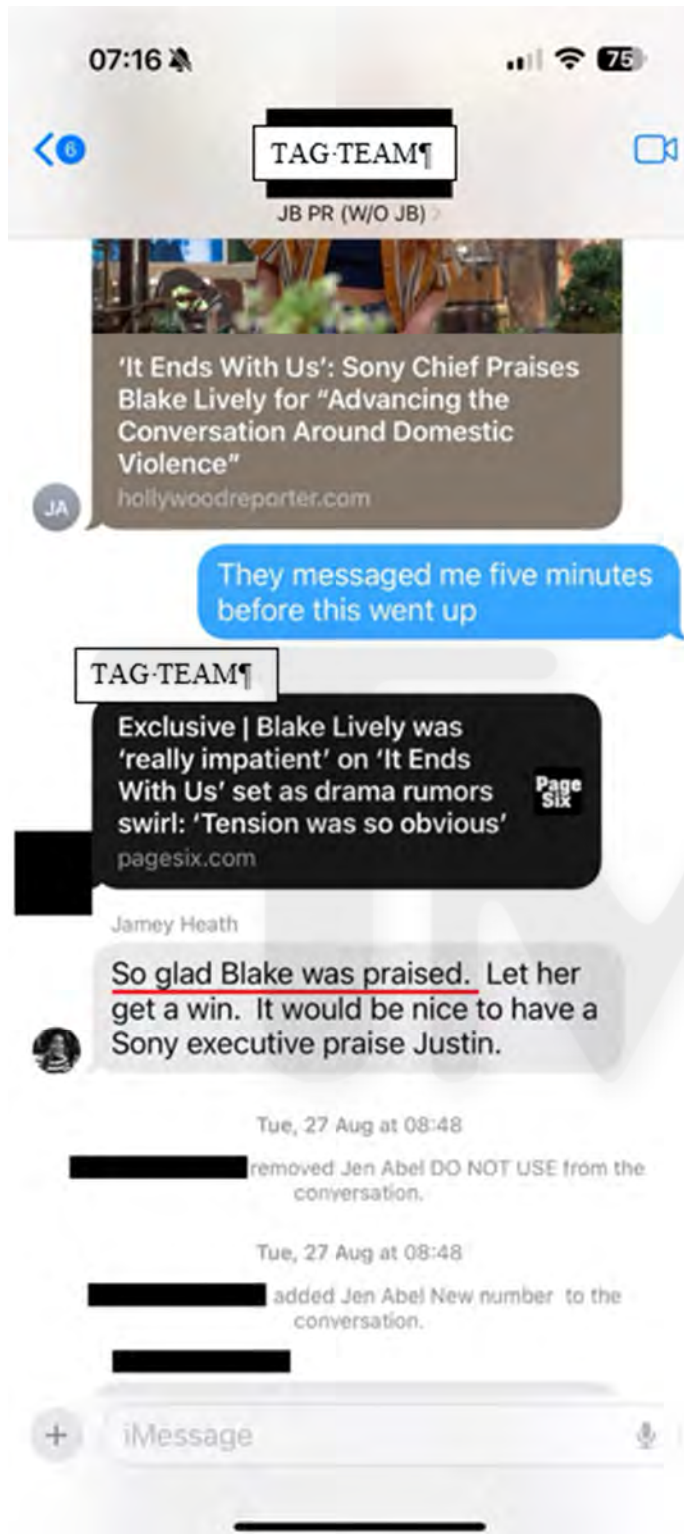 07:16
75
6
TAG·TEAM¶
JB PR (W/O JB) >
'It Ends With Us': Sony Chief Praises
Blake Lively for “Advancing the
Conversation Around Domestic
Violence”
hollywoodreporter.com
JA
They messaged me five minutes
before this went up
TAG·TEAM¶
Exclusive | Blake Lively was
'really impatient' on 'It Ends
With Us' set as drama rumors
swirl: 'Tension was so obvious'
Page
Six
pagesix.com
Jamey Heath
So glad Blake was praised. Let her
get a win. It would be nice to have a
Sony executive praise Justin.
Tue, 27 Aug at 08:48
removed Jen Abel DO NOT USE from the
conversation.
Tue, 27 Aug at 08:48
added Jen Abel New number to the
conversation.
iMessage